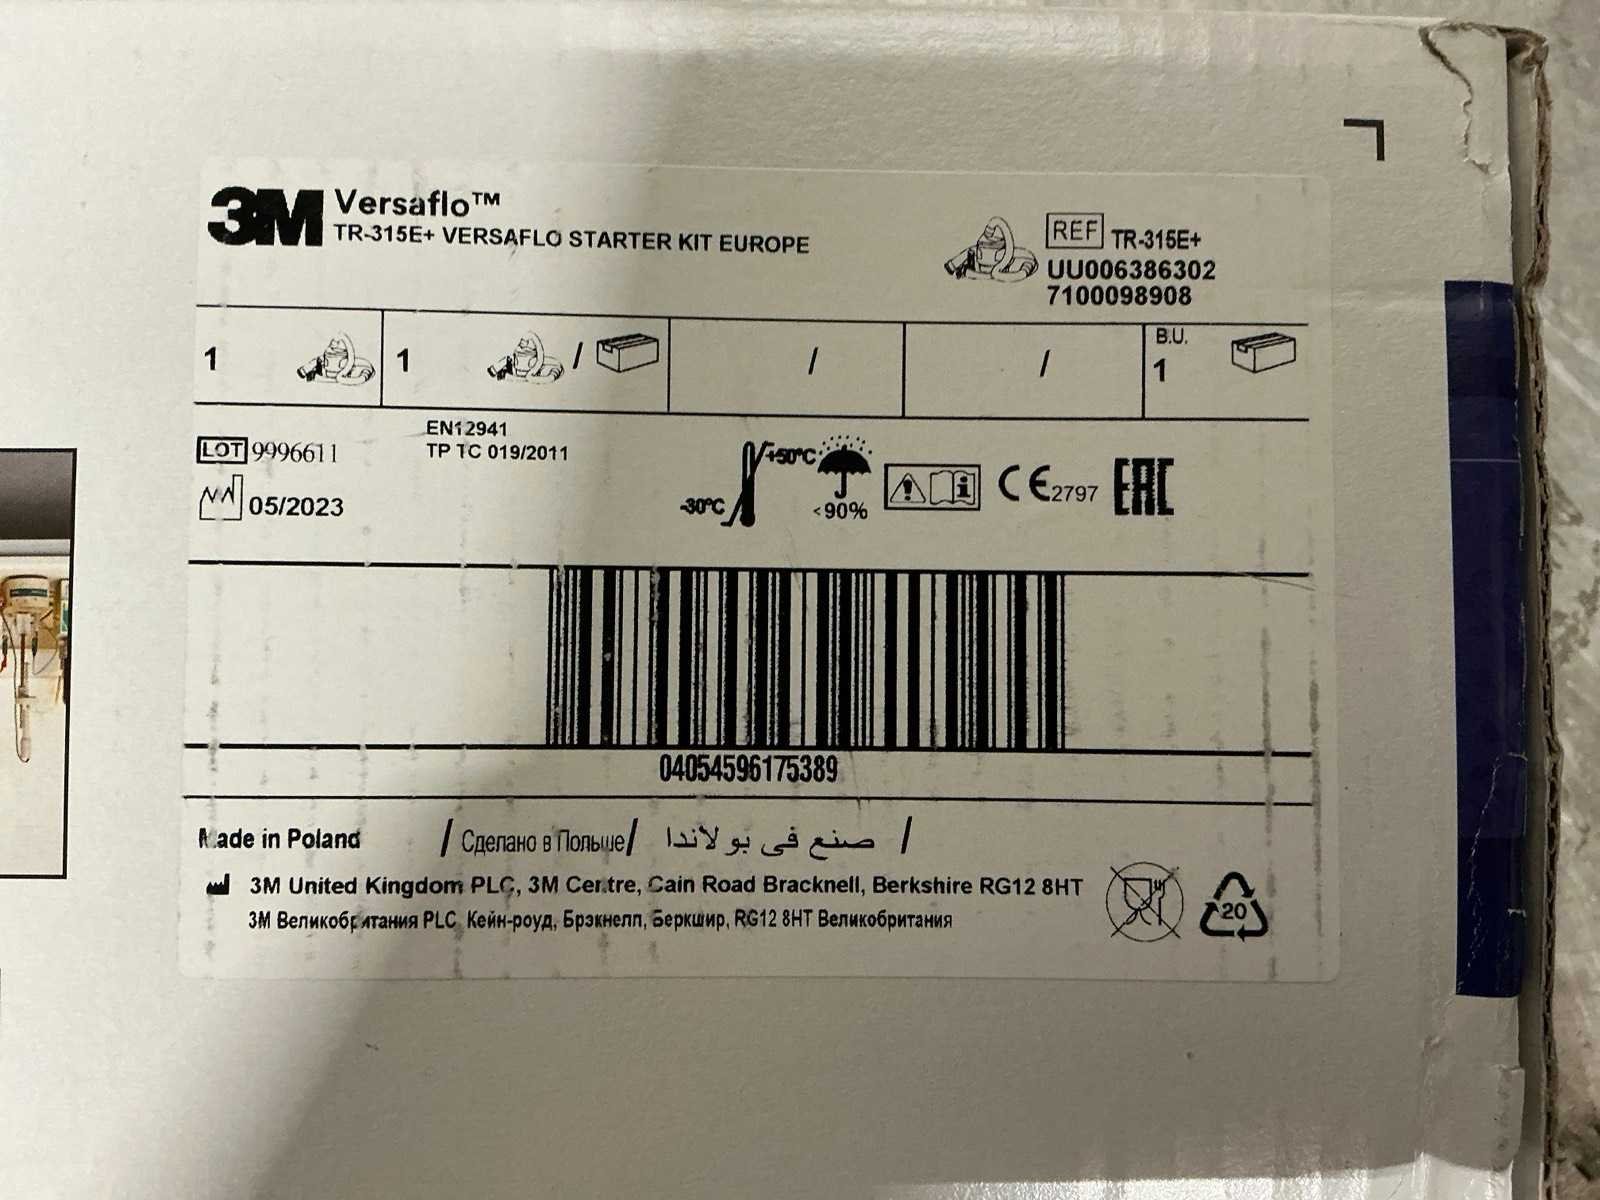 3M Versaflo™
TR-315E+ VERSAFLO STARTER KIT EUROPE
REF TR-315E+
UU006386302
7100098908
1
1 /
/
/
B.U.
1
LOT 9996611
05/2023
EN12941
TP TC 019/2011
-30°C +50°C
<90%
CE 2797
EAC
04054596175389
Made in Poland / Сделано в Польше / صنع في بولاندا /
3M United Kingdom PLC, 3M Centre, Cain Road Bracknell, Berkshire RG12 8HT
3М Великобритания PLC, Кейн-роуд, Брэкнелл, Беркшир, RG12 8HT Великобритания
20